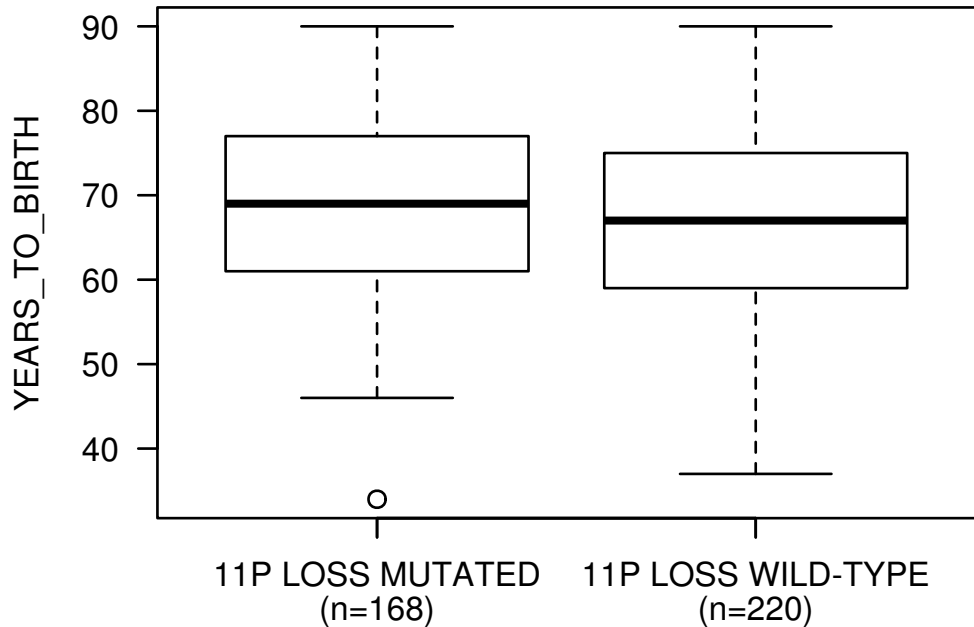 YEARS_TO_BIRTH
90
80
70
60
50
40
11P LOSS MUTATED
(n=168)
11P LOSS WILD-TYPE
(n=220)